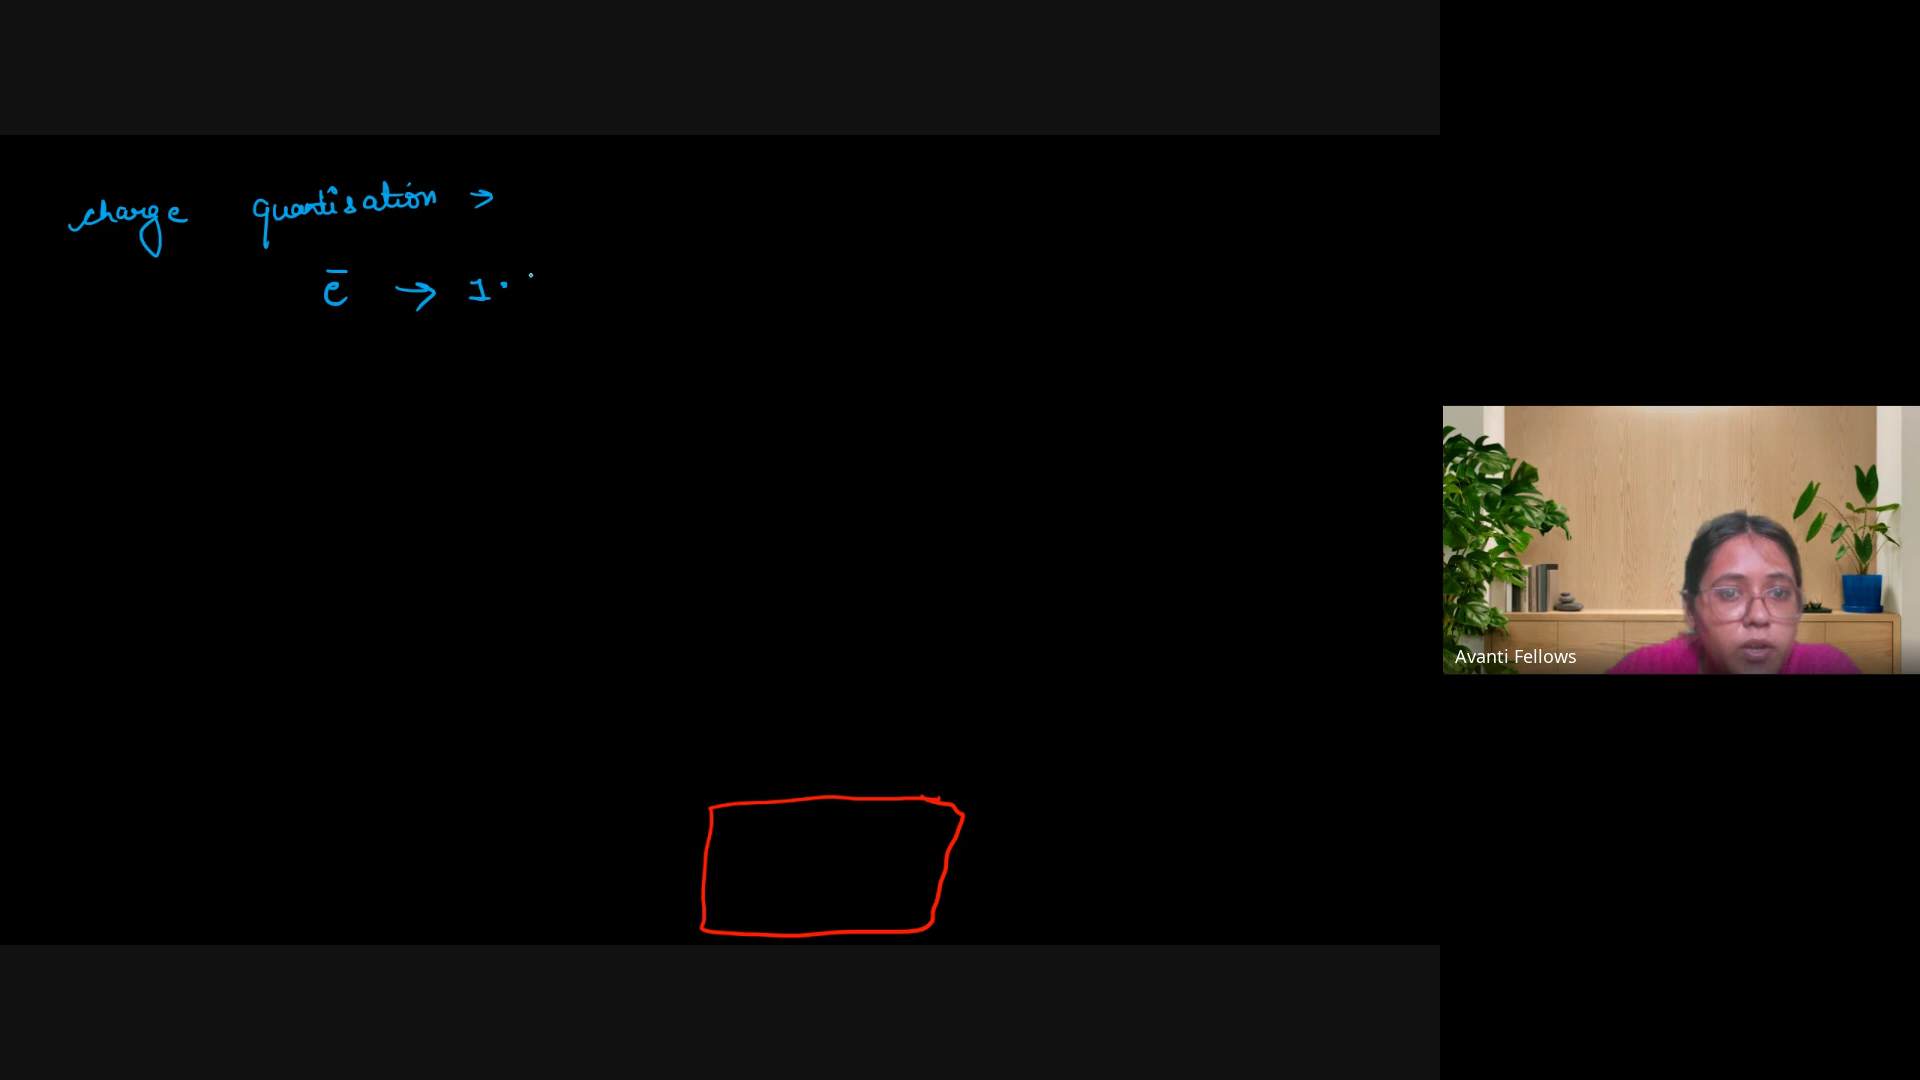 charge quantisation →
ē → 1.
Avanti Fellows